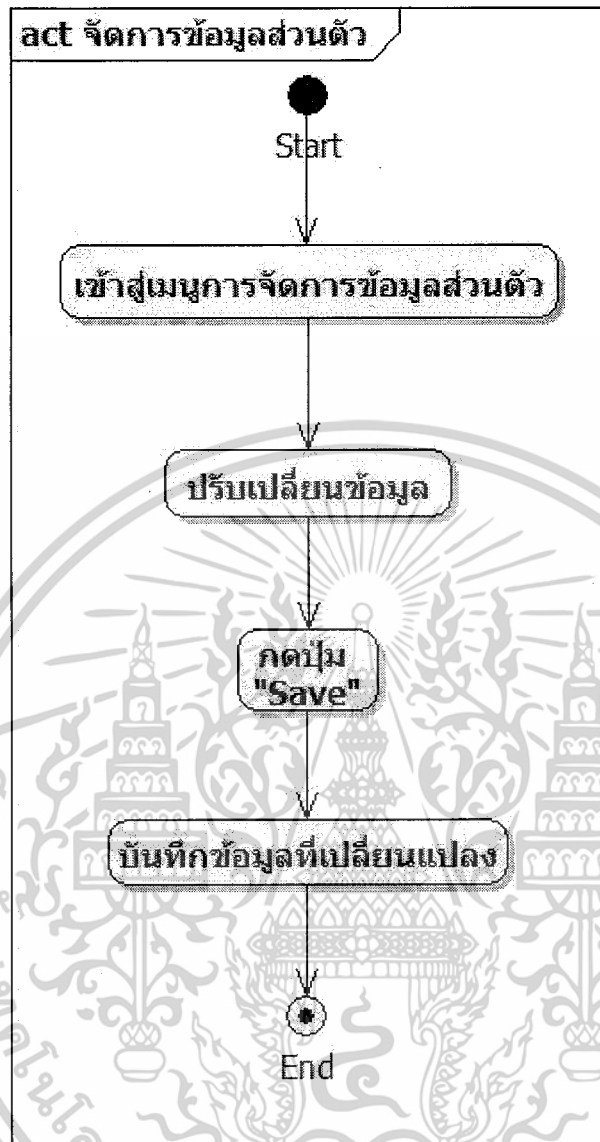 act จัดการข้อมูลส่วนตัว
Start
เข้าสู่เมนูการจัดการข้อมูลส่วนตัว
ปรับเปลี่ยนข้อมูล
กดปุ่ม
"Save"
บันทึกข้อมูลที่เปลี่ยนแปลง
End